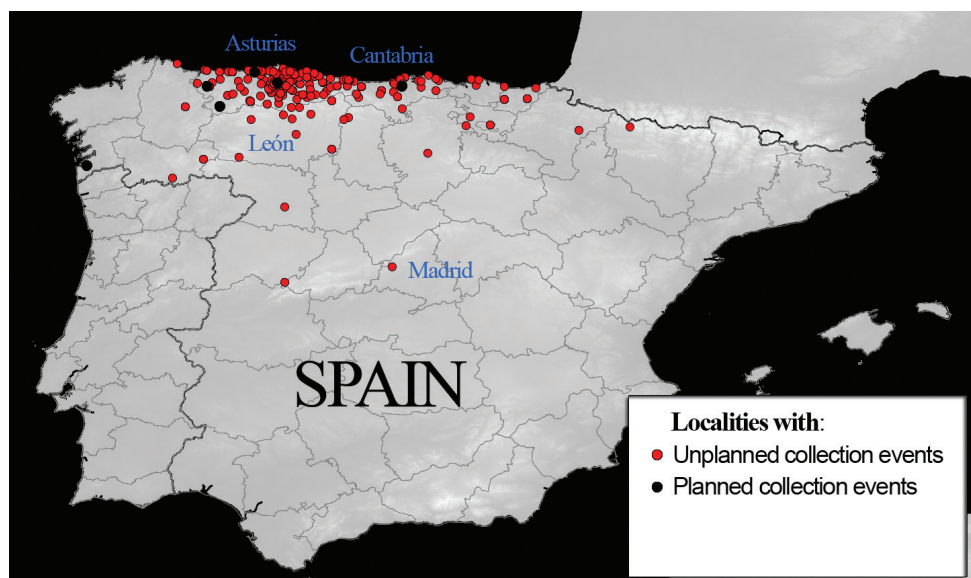 Asturias
Cantabria
León
Madrid
SPAIN
Localities with:
Unplanned collection events
Planned collection events